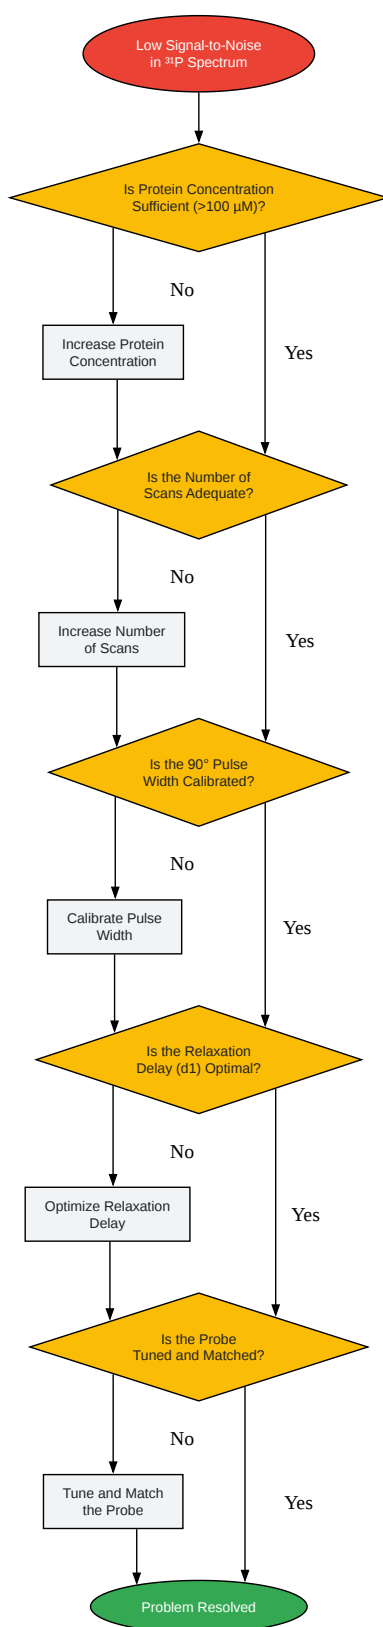 Low Signal-to-Noise
in ³¹P Spectrum
Is Protein Concentration
Sufficient (>100 µM)?
No
Yes
Increase Protein
Concentration
Is the Number of
Scans Adequate?
No
Yes
Increase Number
of Scans
Is the 90° Pulse
Width Calibrated?
No
Yes
Calibrate Pulse
Width
Is the Relaxation
Delay (d1) Optimal?
No
Yes
Optimize Relaxation
Delay
Is the Probe
Tuned and Matched?
No
Yes
Tune and Match
the Probe
Problem Resolved